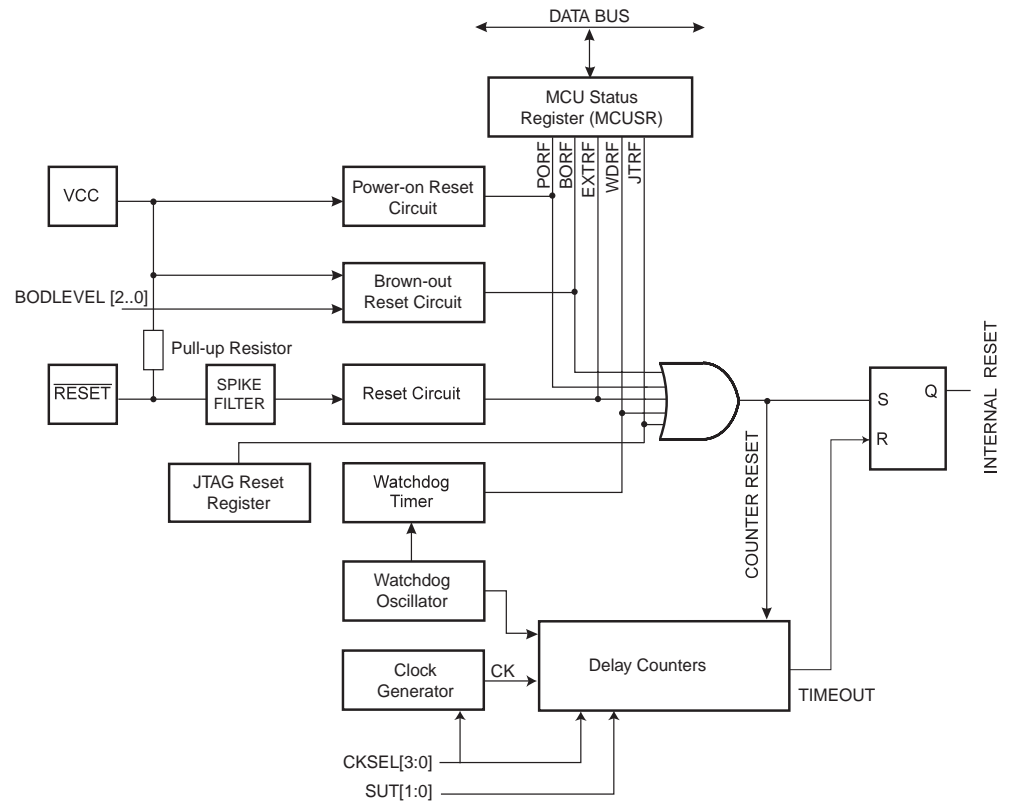 DATA BUS
MCU Status
Register (MCUSR)
PORF
BORF
EXTRF
WDRF
JTRF
VCC
Power-on Reset
Circuit
Brown-out
Reset Circuit
BODLEVEL [2..0]
Pull-up Resistor
RESET
SPIKE
FILTER
Reset Circuit
S
Q
R
INTERNAL RESET
JTAG Reset
Register
Watchdog
Timer
COUNTER RESET
Watchdog
Oscillator
Clock
Generator
CK
Delay Counters
TIMEOUT
CKSEL[3:0]
SUT[1:0]